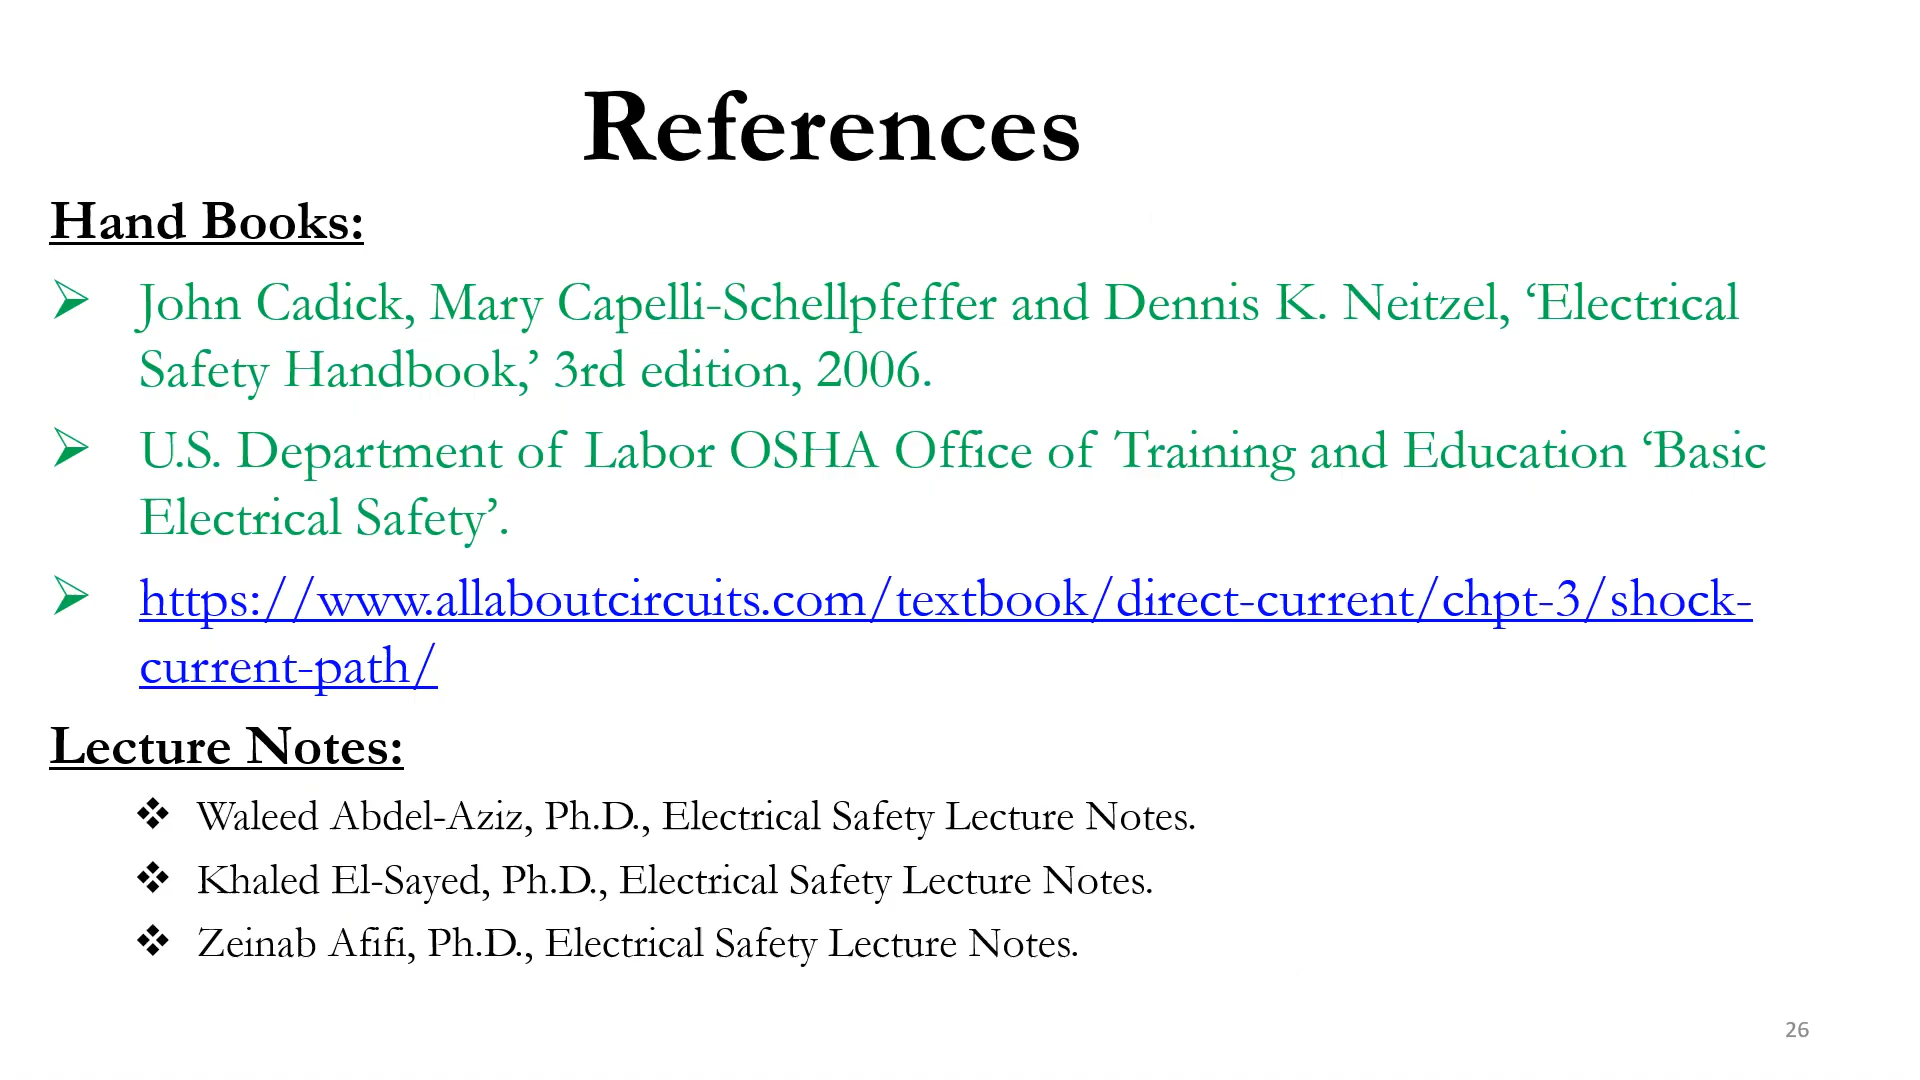 References
Hand Books:
➢ John Cadick, Mary Capelli-Schellpfeffer and Dennis K. Neitzel, ‘Electrical
Safety Handbook,’ 3rd edition, 2006.
➢ U.S. Department of Labor OSHA Office of Training and Education ‘Basic
Electrical Safety’.
➢ https://www.allaboutcircuits.com/textbook/direct-current/chpt-3/shock-
current-path/
Lecture Notes:
❖ Waleed Abdel-Aziz, Ph.D., Electrical Safety Lecture Notes.
❖ Khaled El-Sayed, Ph.D., Electrical Safety Lecture Notes.
❖ Zeinab Afifi, Ph.D., Electrical Safety Lecture Notes.
26